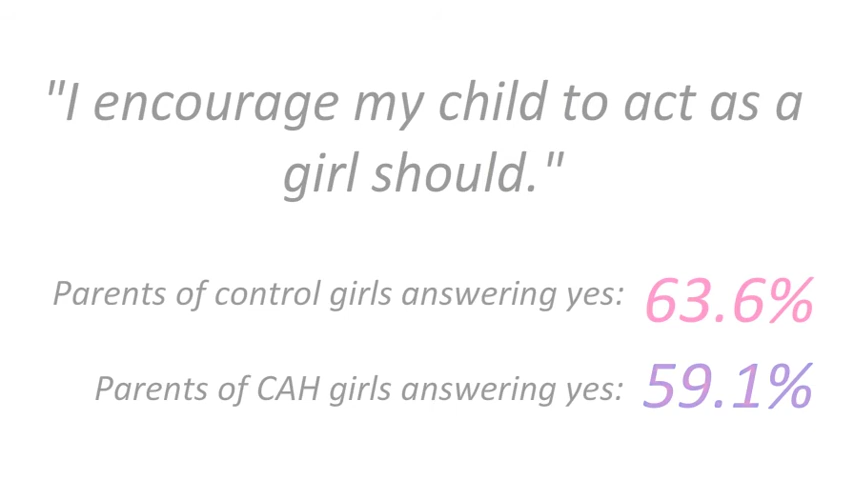 "I encourage my child to act as a
girl should."
Parents of control girls answering yes: 63.6%
Parents of CAH girls answering yes: 59.1%